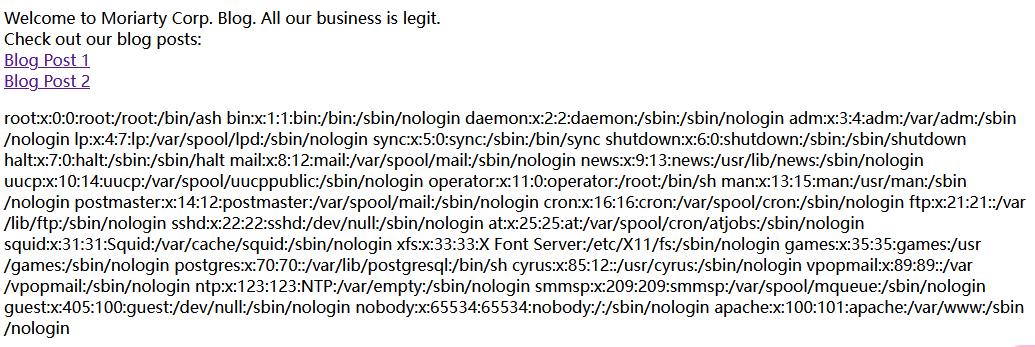 Welcome to Moriarty Corp. Blog. All our business is legit.
Check out our blog posts:
Blog Post 1
Blog Post 2
root:x:0:0:root:/root:/bin/ash bin:x:1:1:bin:/bin:/sbin/nologin daemon:x:2:2:daemon:/sbin:/sbin/nologin adm:x:3:4:adm:/var/adm:/sbin
/nologin lp:x:4:7:lp:/var/spool/lpd:/sbin/nologin sync:x:5:0:sync:/sbin:/bin/sync shutdown:x:6:0:shutdown:/sbin:/sbin/shutdown
halt:x:7:0:halt:/sbin:/sbin/halt mail:x:8:12:mail:/var/spool/mail:/sbin/nologin news:x:9:13:news:/usr/lib/news:/sbin/nologin
uucp:x:10:14:uucp:/var/spool/uucppublic:/sbin/nologin operator:x:11:0:operator:/root:/bin/sh man:x:13:15:man:/usr/man:/sbin
/nologin postmaster:x:14:12:postmaster:/var/spool/mail:/sbin/nologin cron:x:16:16:cron:/var/spool/cron:/sbin/nologin ftp:x:21:21::/var
/lib/ftp:/sbin/nologin sshd:x:22:22:sshd:/dev/null:/sbin/nologin at:x:25:25:at:/var/spool/cron/atjobs:/sbin/nologin
squid:x:31:31:Squid:/var/cache/squid:/sbin/nologin xfs:x:33:33:X Font Server:/etc/X11/fs:/sbin/nologin games:x:35:35:games:/usr
/games:/sbin/nologin postgres:x:70:70::/var/lib/postgresql:/bin/sh cyrus:x:85:12::/usr/cyrus:/sbin/nologin vpopmail:x:89:89::/var
/vpopmail:/sbin/nologin ntp:x:123:123:NTP:/var/empty:/sbin/nologin smmsp:x:209:209:smmsp:/var/spool/mqueue:/sbin/nologin
guest:x:405:100:guest:/dev/null:/sbin/nologin nobody:x:65534:65534:nobody:/:/sbin/nologin apache:x:100:101:apache:/var/www:/sbin
/nologin